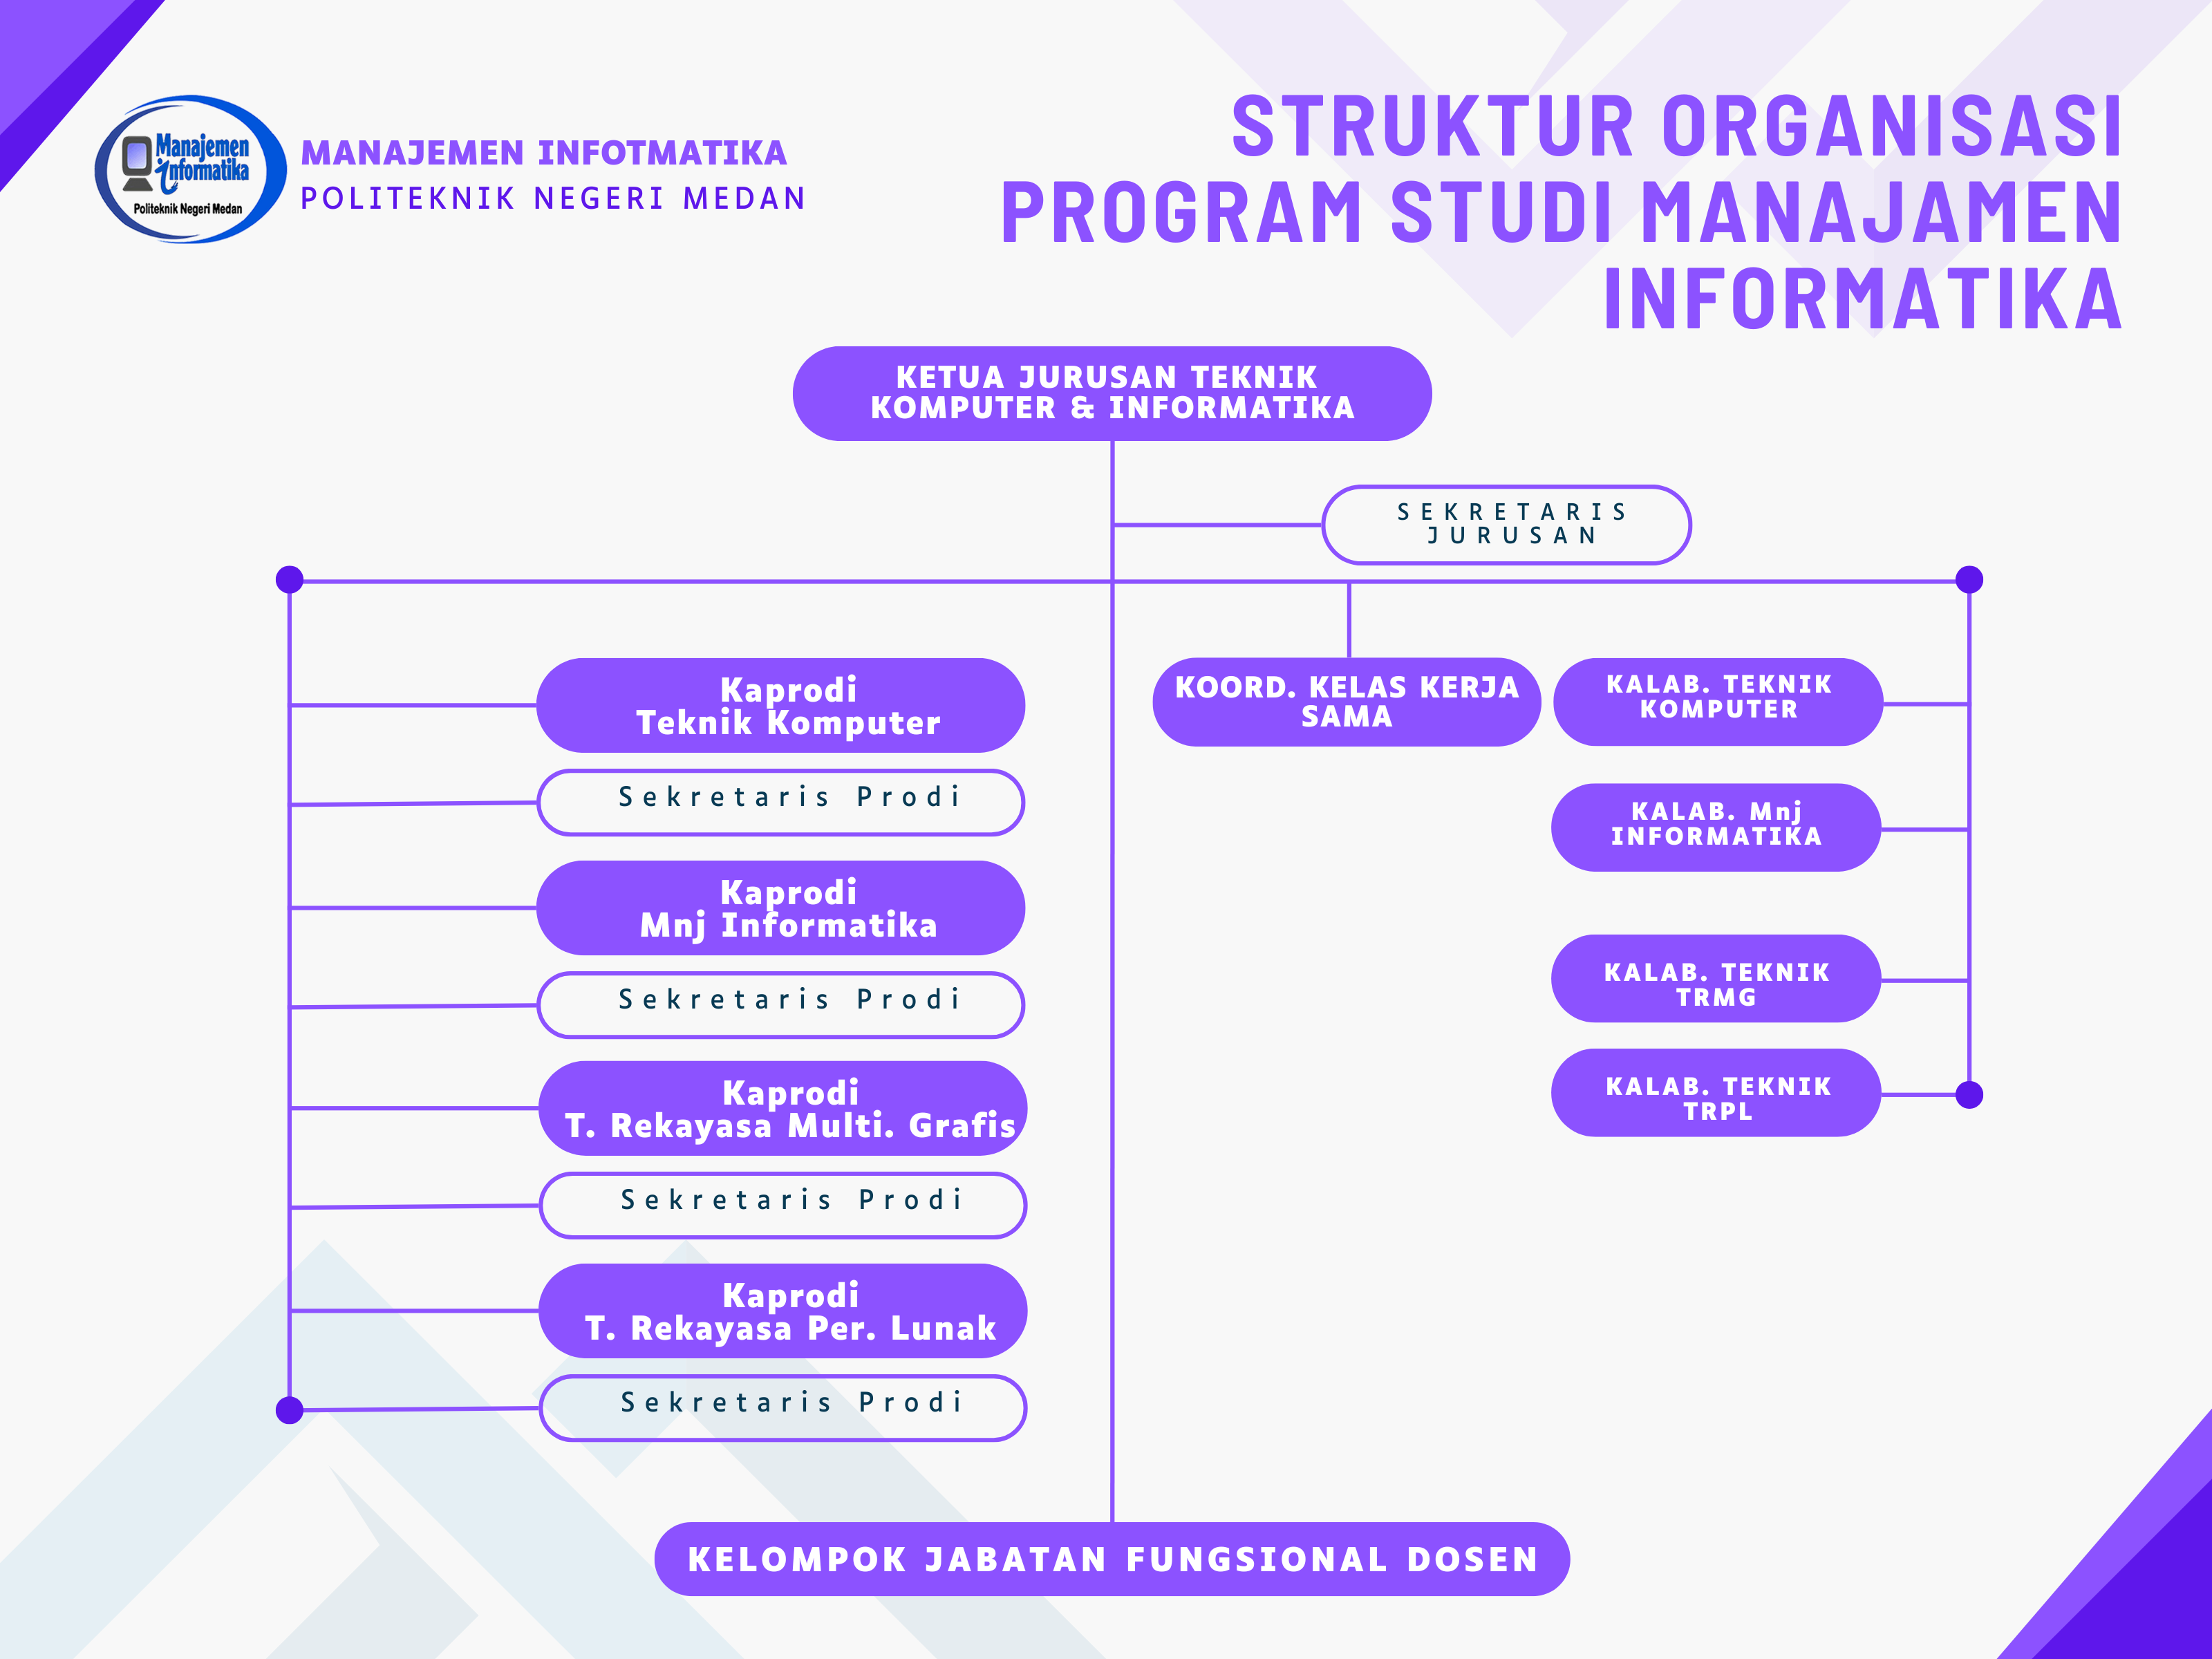 Manajemen
informatika
Politeknik Negeri Medan
MANAJEMEN INFOTMATIKA
POLITEKNIK NEGERI MEDAN
STRUKTUR ORGANISASI
PROGRAM STUDI MANAJAMEN
INFORMATIKA
KETUA JURUSAN TEKNIK
KOMPUTER & INFORMATIKA
SEKRETARIS
JURUSAN
Kaprodi
Teknik Komputer
Sekretaris Prodi
Kaprodi
Mnj Informatika
Sekretaris Prodi
Kaprodi
T. Rekayasa Multi. Grafis
Sekretaris Prodi
Kaprodi
T. Rekayasa Per. Lunak
Sekretaris Prodi
KOORD. KELAS KERJA
SAMA
KALAB. TEKNIK
KOMPUTER
KALAB. Mnj
INFORMATIKA
KALAB. TEKNIK
TRMG
KALAB. TEKNIK
TRPL
KELOMPOK JABATAN FUNGSIONAL DOSEN